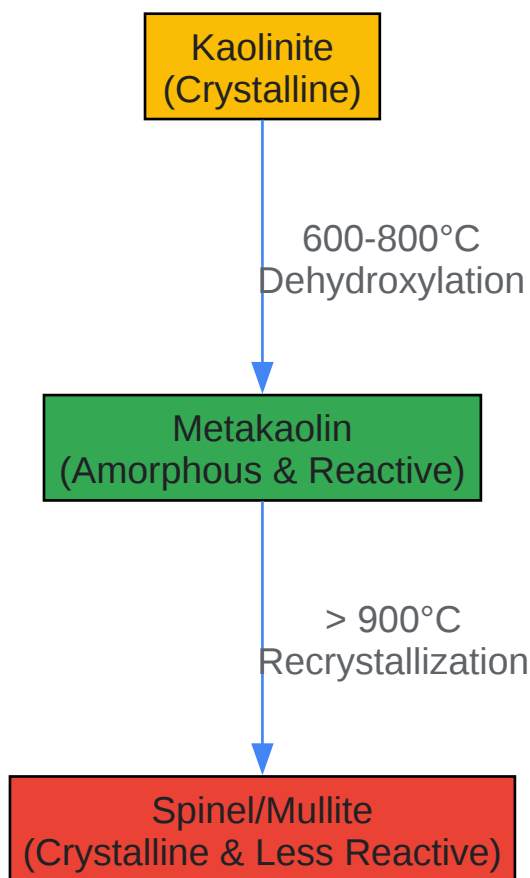 Kaolinite
(Crystalline)
600-800°C
Dehydroxylation
Metakaolin
(Amorphous & Reactive)
> 900°C
Recrystallization
Spinel/Mullite
(Crystalline & Less Reactive)